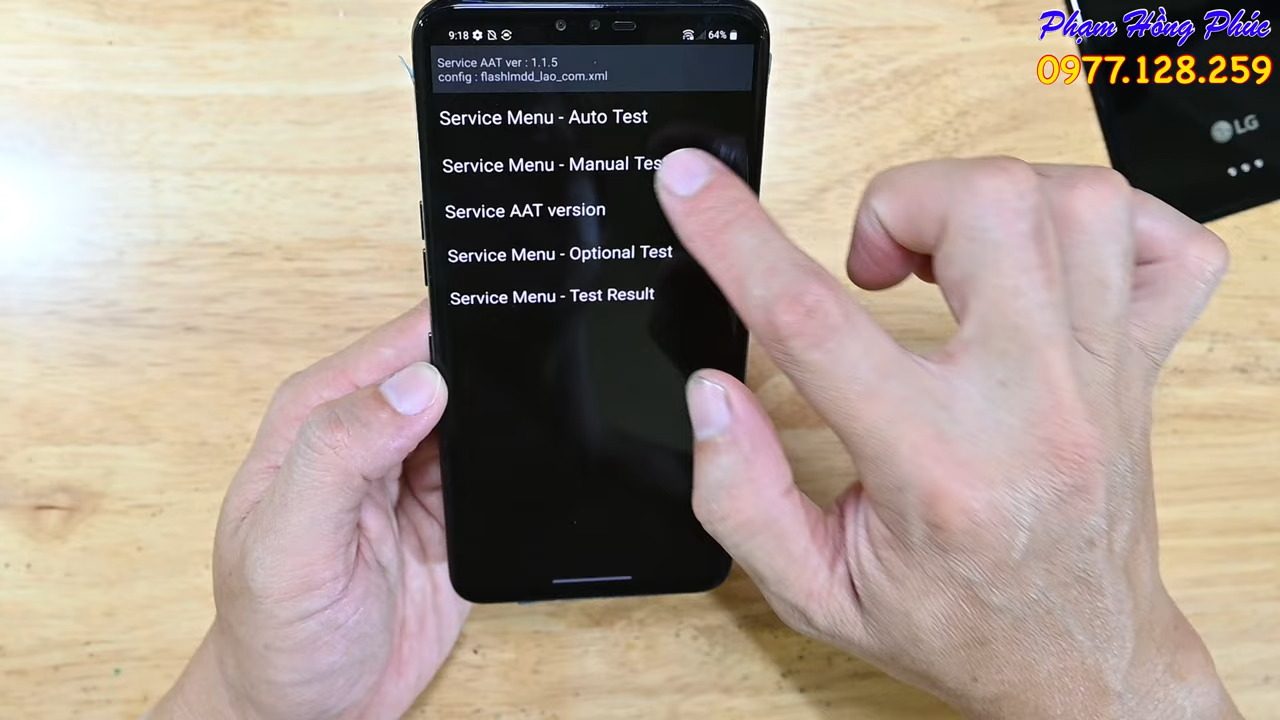 Phạm Hồng Phúc
0977.128.259
9:18
64%
Service AAT ver : 1.1.5
config : flashlmdd_lao_com.xml
Service Menu - Auto Test
Service Menu - Manual Tes
Service AAT version
Service Menu - Optional Test
Service Menu - Test Result
LG